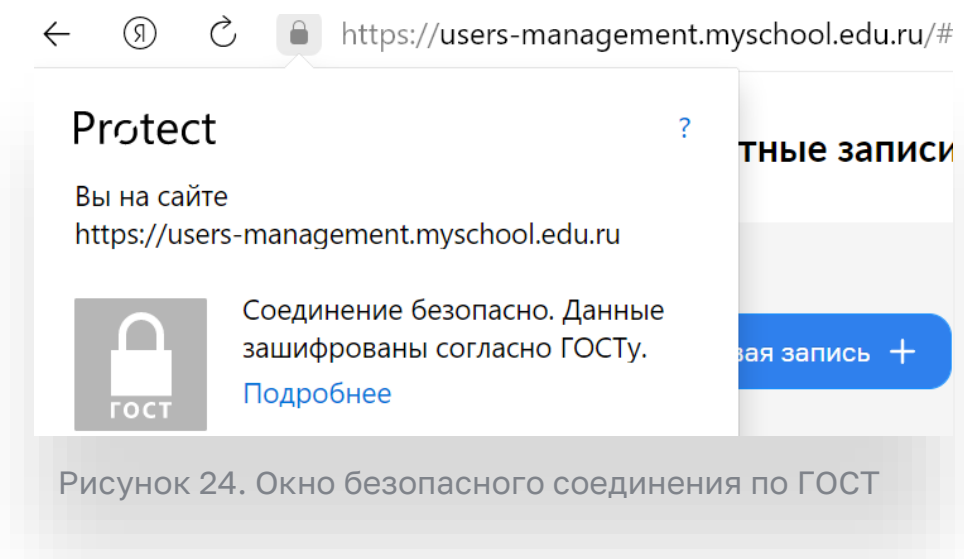 Я https://users-management.myschool.edu.ru/#
Protect ?
тные записи
Вы на сайте
https://users-management.myschool.edu.ru
Соединение безопасно. Данные
зашифрованы согласно ГОСТу.
Подробнее
ГОСТ
вая запись +
Рисунок 24. Окно безопасного соединения по ГОСТ